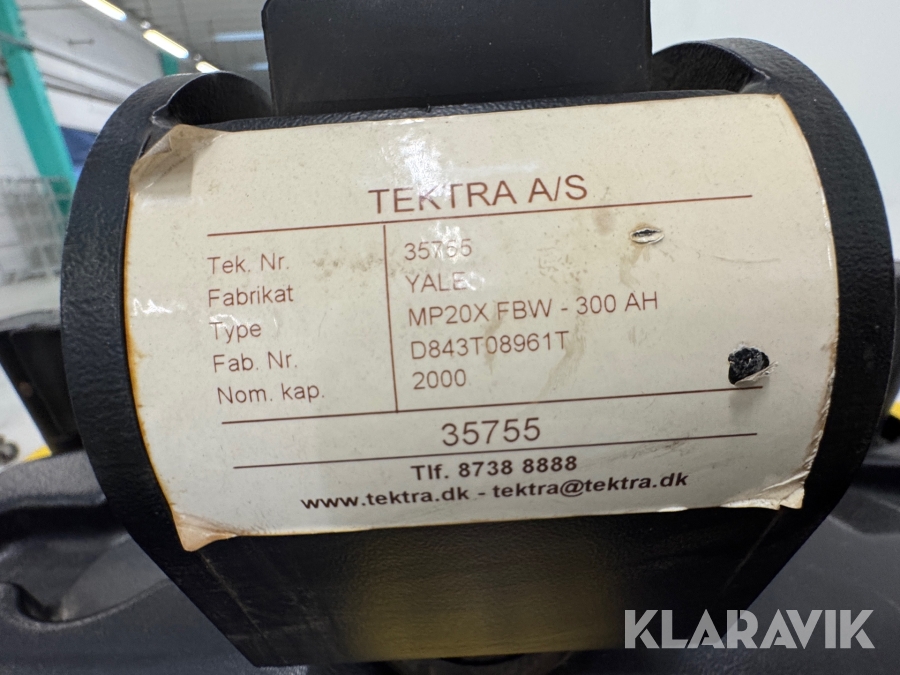 TEKTRA A/S
Tek. Nr. 35765
Fabrikat YALE
Type MP20X FBW - 300 AH
Fab. Nr. D843T08961T
Nom. kap. 2000
35755
Tlf. 8738 8888
www.tektra.dk - tektra@tektra.dk
KLARAVIK